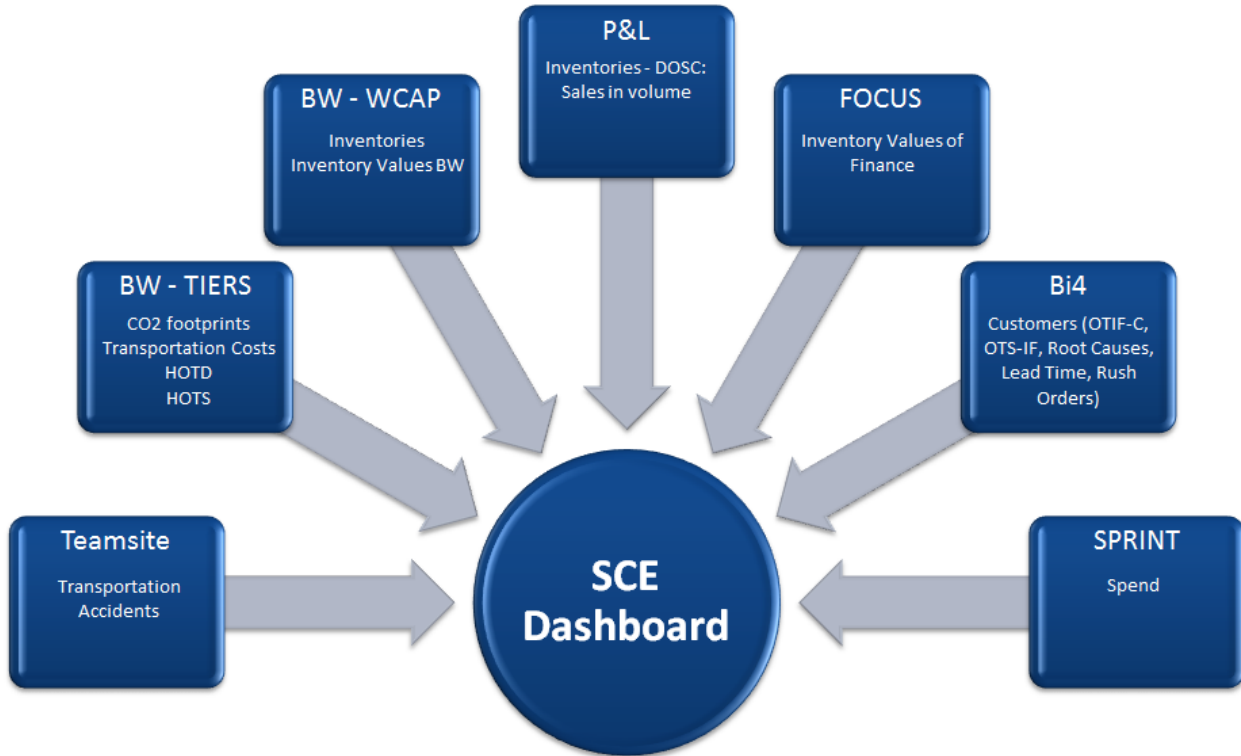 P&L
Inventories - DOSC:
Sales in volume
BW - WCAP
Inventories
Inventory Values BW
FOCUS
Inventory Values of
Finance
BW - TIERS
CO2 footprints
Transportation Costs
HOTD
HOTS
Bi4
Customers (OTIF-C,
OTS-IF, Root Causes,
Lead Time, Rush
Orders)
Teamsite
Transportation
Accidents
SCE
Dashboard
SPRINT
Spend